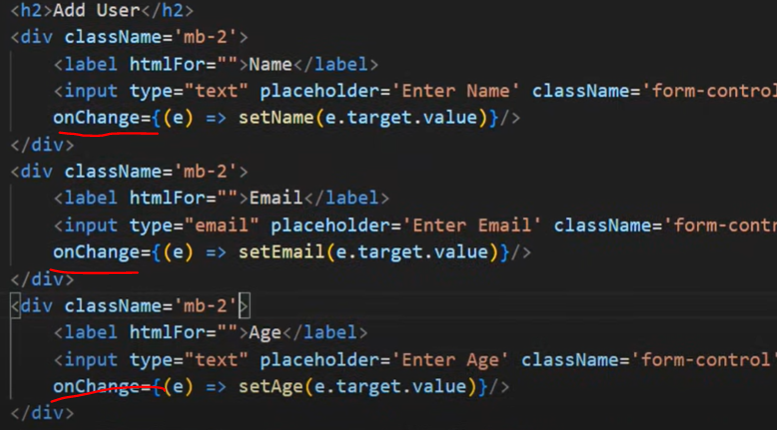 <h2>Add User</h2>
<div className='mb-2'>
<label htmlFor="">Name</label>
<input type="text" placeholder='Enter Name' className='form-control
onChange={(e) => setName(e.target.value)}/>
</div>
<div className='mb-2'>
<label htmlFor="">Email</label>
<input type="email" placeholder='Enter Email' className='form-contr
onChange={(e) => setEmail(e.target.value)}/>
</div>
<div className='mb-2'>
<label htmlFor="">Age</label>
<input type="text" placeholder='Enter Age' className='form-control'
onChange={(e) => setAge(e.target.value)}/>
</div>